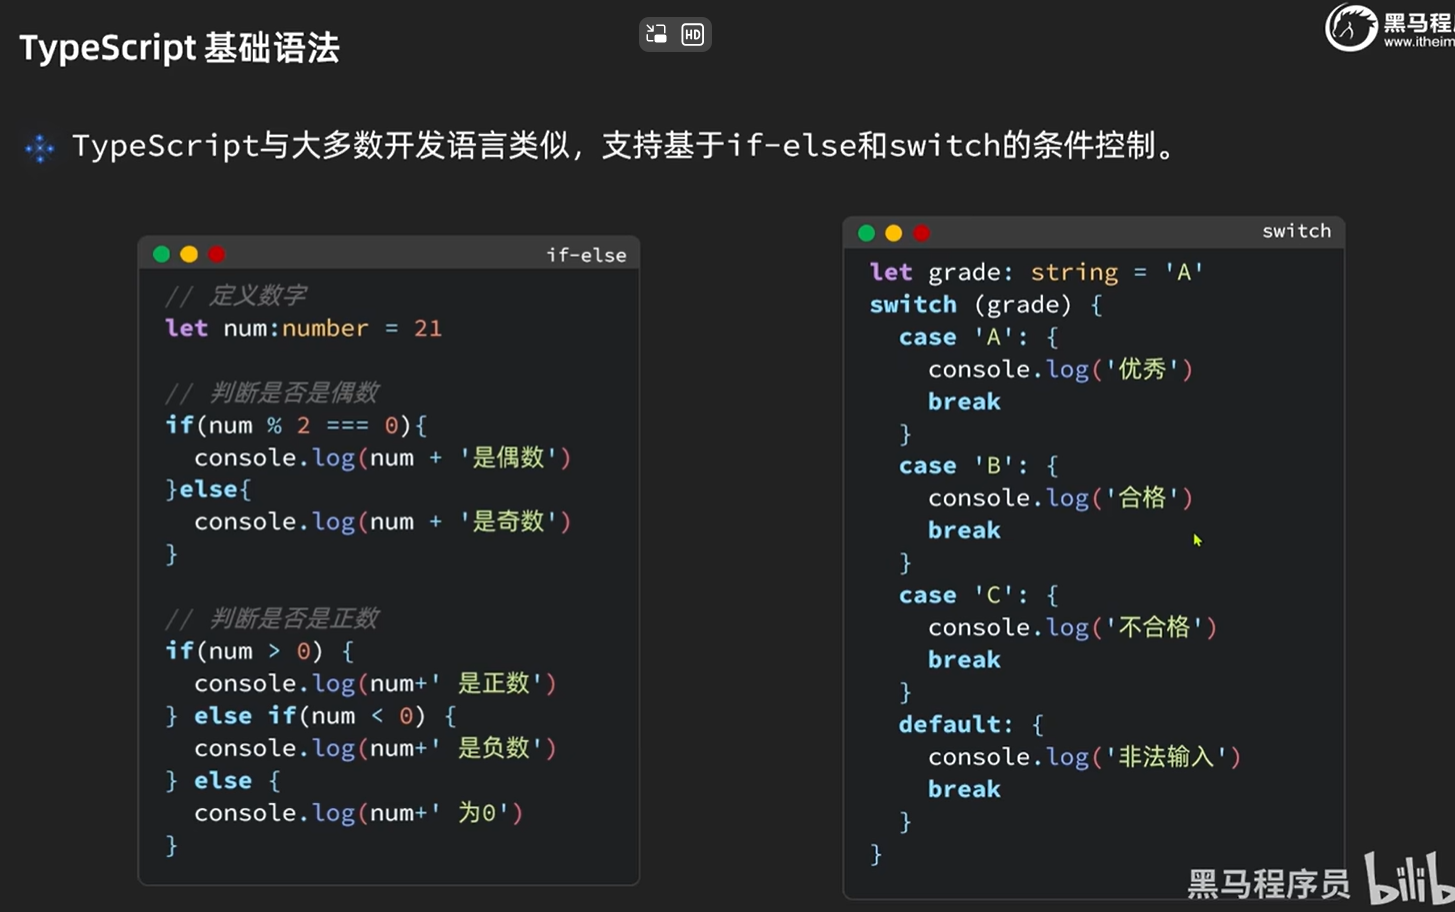 TypeScript 基础语法
HD
黑马程
www.itheim
TypeScript与大多数开发语言类似，支持基于if-else和switch的条件控制。
if-else
// 定义数字
let num:number = 21
// 判断是否是偶数
if(num % 2 === 0){
console.log(num + '是偶数')
}else{
console.log(num + '是奇数')
}
// 判断是否是正数
if(num > 0) {
console.log(num+' 是正数')
} else if(num < 0) {
console.log(num+' 是负数')
} else {
console.log(num+' 为0')
}
switch
let grade: string = 'A'
switch (grade) {
case 'A': {
console.log('优秀')
break
}
case 'B': {
console.log('合格')
break
}
case 'C': {
console.log('不合格')
break
}
default: {
console.log('非法输入')
break
}
}
黑马程序员 bilib